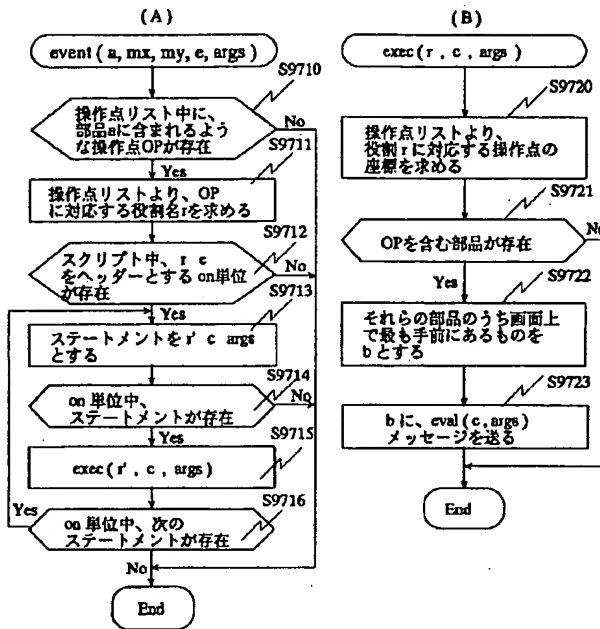 (A)
event(a, mx, my, e, args)
S9710
操作点リスト中に、
部品aに含まれるよう
な操作点OPが存在
No
Yes
S9711
操作点リストより、OP
に対応する役割名rを求める
S9712
スクリプト中、r e
をヘッダーとするon単位
が存在
No
Yes
S9713
ステートメントをr' c args
とする
S9714
on 単位中、
ステートメントが存在
No
Yes
S9715
exec(r', c, args)
S9716
Yes
on 単位中、次の
ステートメントが存在
No
End
(B)
exec(r, c, args)
S9720
操作点リストより、
役割rに対応する操作点の
座標を求める
S9721
OPを含む部品が存在
No
Yes
S9722
それらの部品のうち画面上
で最も手前にあるものを
bとする
S9723
bに、eval(c, args)
メッセージを送る
End